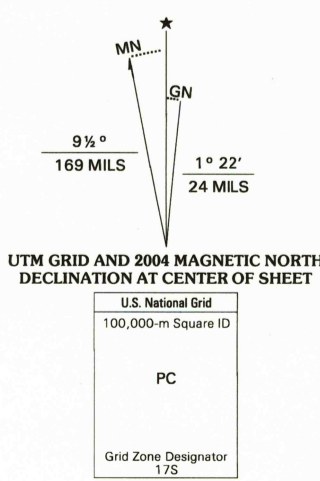 MN
GN
9½ °
169 MILS
1° 22′
24 MILS
UTM GRID AND 2004 MAGNETIC NORTH
DECLINATION AT CENTER OF SHEET
U.S. National Grid
100,000-m Square ID
PC
Grid Zone Designator
17S